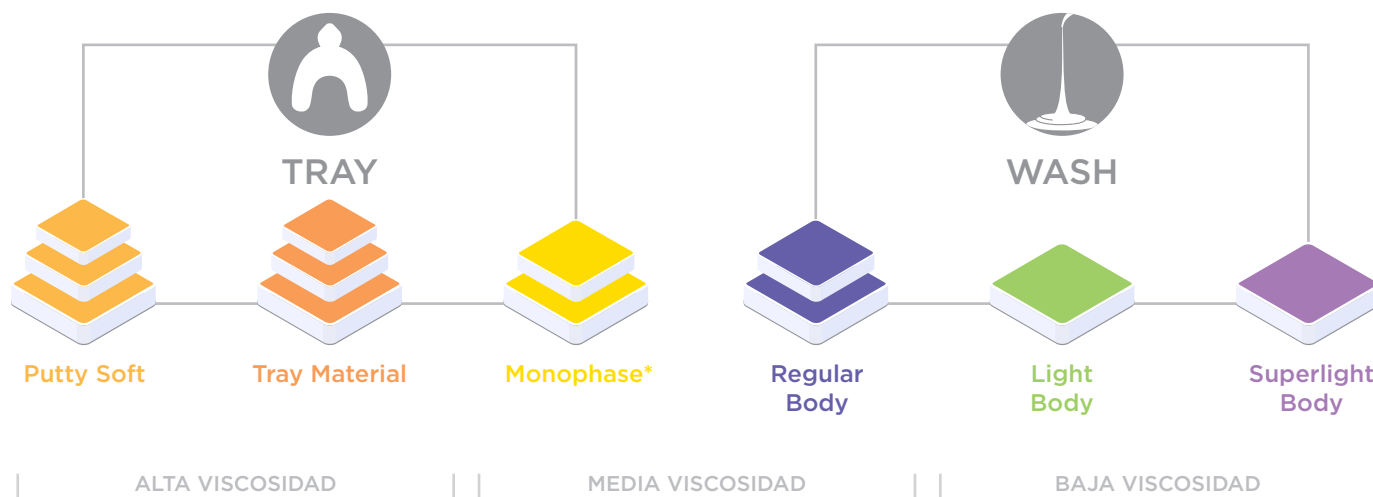 TRAY
WASH
Putty Soft
Tray Material
Monophase*
Regular
Body
Light
Body
Superlight
Body
ALTA VISCOSIDAD
MEDIA VISCOSIDAD
BAJA VISCOSIDAD